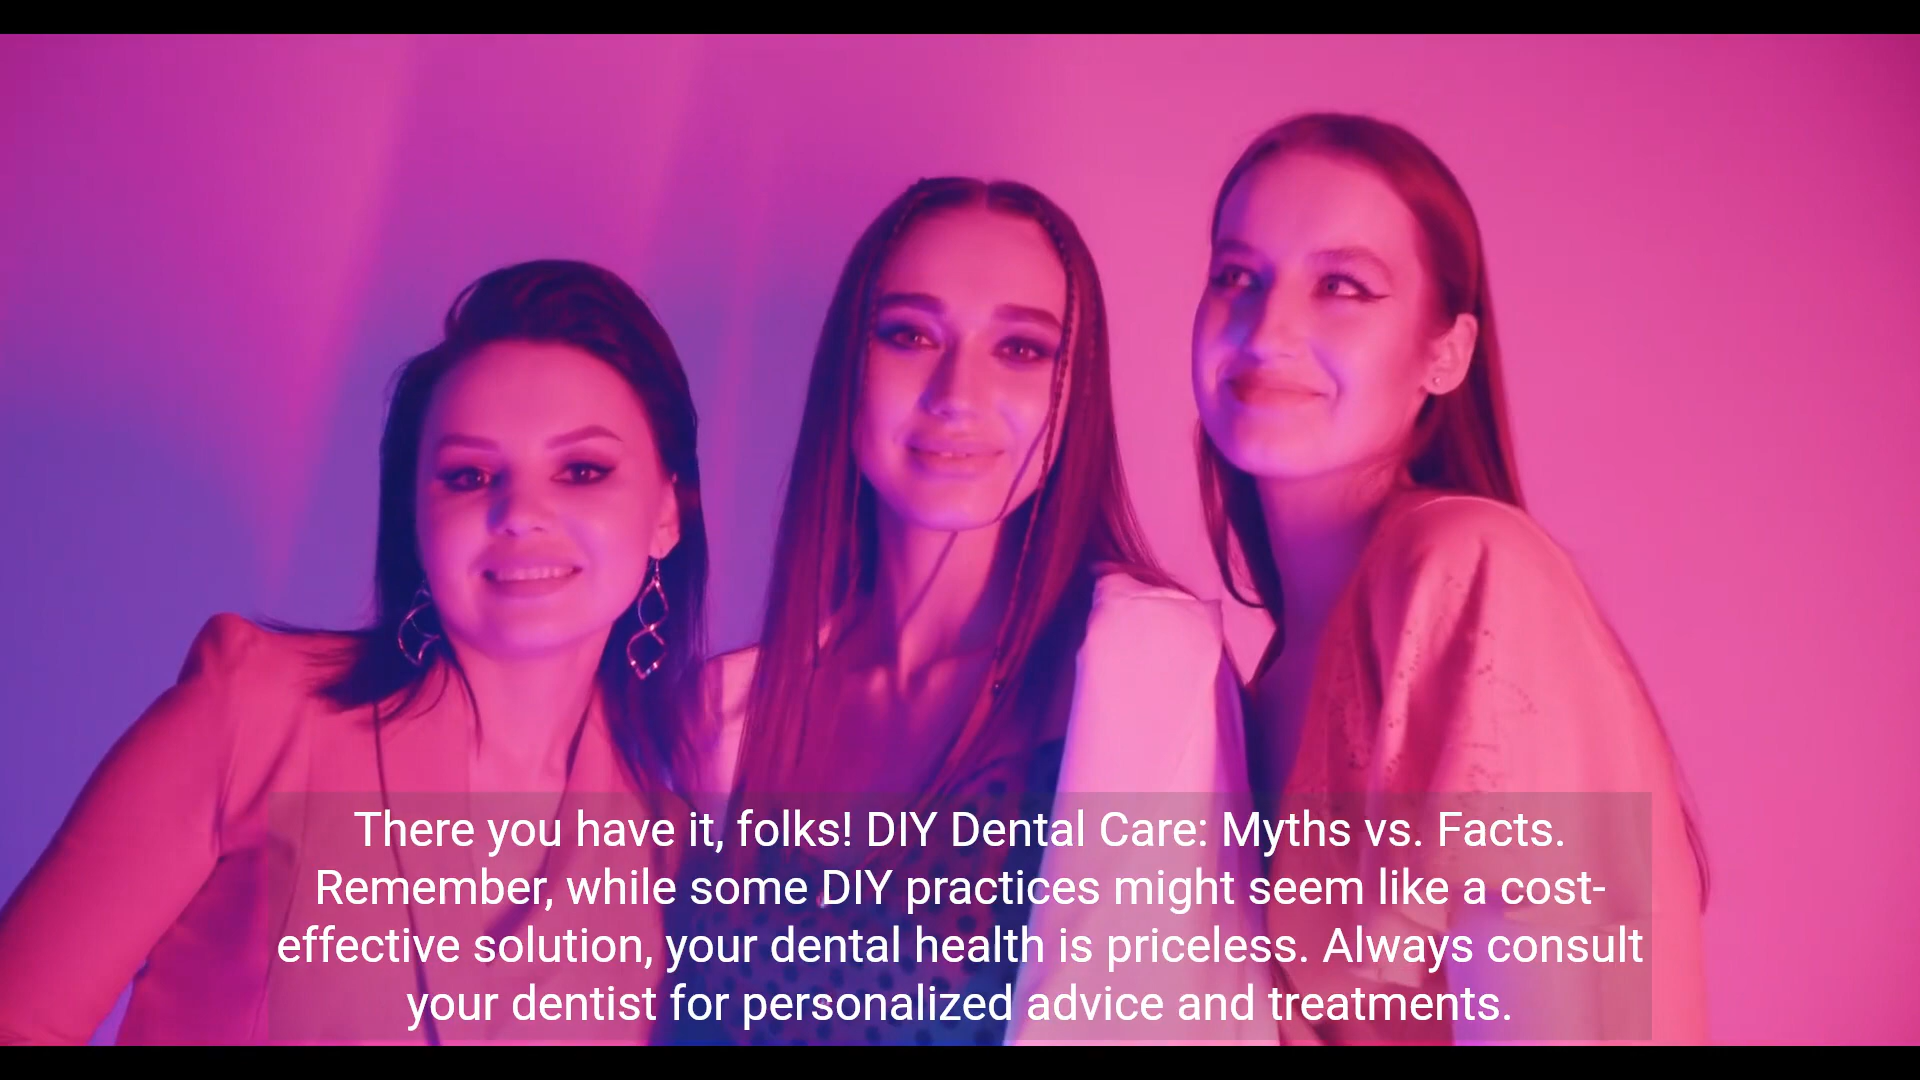 There you have it, folks! DIY Dental Care: Myths vs. Facts.
Remember, while some DIY practices might seem like a cost-
effective solution, your dental health is priceless. Always consult
your dentist for personalized advice and treatments.